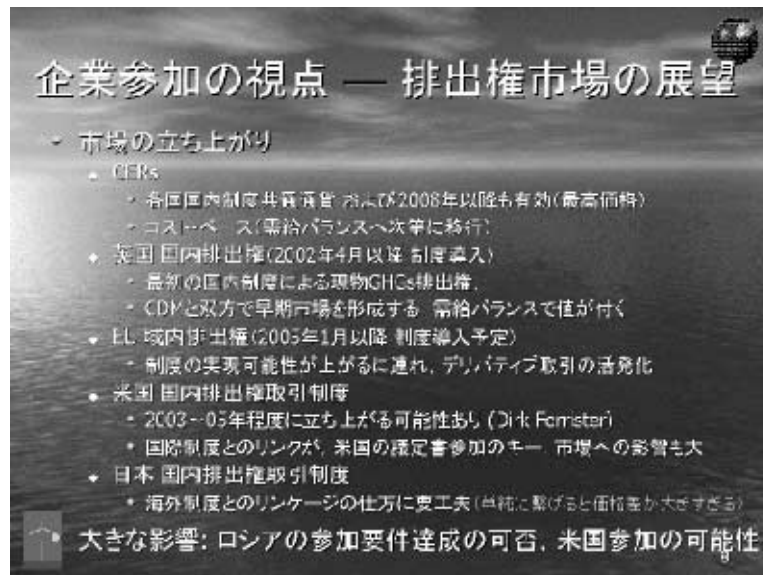 企業参加の視点 — 排出権市場の展望
市場の立ち上がり
CERs
各国国内制度共通通貨 および2008年以降も有効(最高価格)
コストベース(需給バランスへ次第に移行)
英国 国内排出権(2002年4月以降 制度導入)
最初の国内制度による現物GHGs排出権,
CDMと双方で早期市場を形成する 需給バランスで値が付く
EU 域内排出権(2005年1月以降 制度導入予定)
制度の実現可能性が上がるに連れ, デリバティブ取引の活発化
米国 国内排出権取引制度
2003–05年程度に立ち上がる可能性あり (Dirk Forrister)
国際制度とのリンクが, 米国の議定書参加のキー 市場への影響も大
日本 国内排出権取引制度
海外制度とのリンケージの仕方に要工夫(単純に繋げると価格差が大きすぎる)
大きな影響: ロシアの参加要件達成の可否, 米国参加の可能性